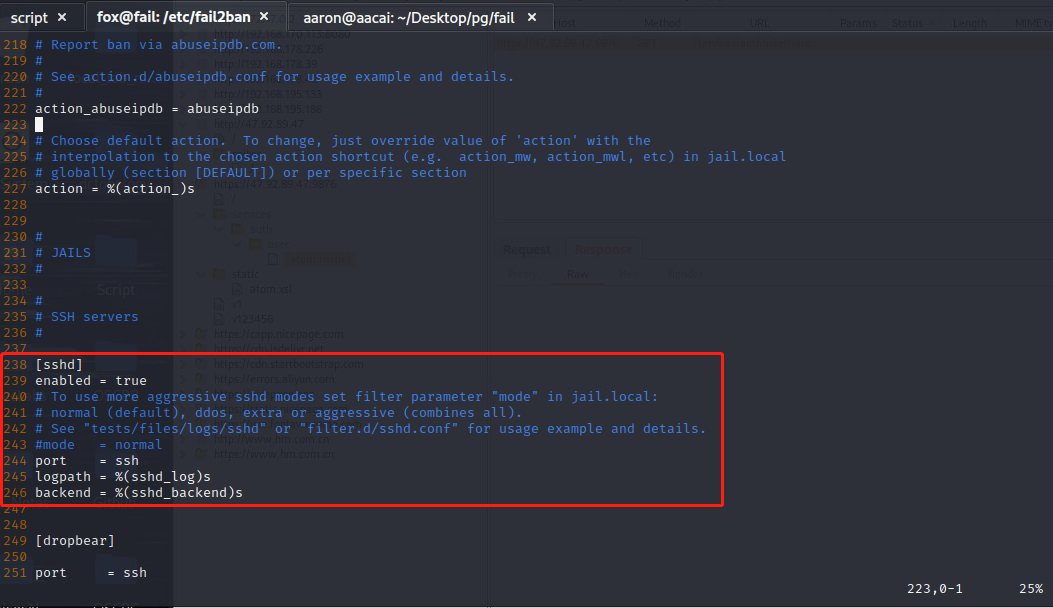 script ✕ fox@fail: /etc/fail2ban ✕ aaron@aacai: ~/Desktop/pg/fail ✕
218 # Report ban via abuseipdb.com.
219 #
220 # See action.d/abuseipdb.conf for usage example and details.
221 #
222 action_abuseipdb = abuseipdb
223
224 # Choose default action.  To change, just override value of 'action' with the
225 # interpolation to the chosen action shortcut (e.g.  action_mw, action_mwl, etc) in jail.local
226 # globally (section [DEFAULT]) or per specific section
227 action = %(action_)s
228
229
230 #
231 # JAILS
232 #
233
234 #
235 # SSH servers
236 #
237
238 [sshd]
239 enabled = true
240 # To use more aggressive sshd modes set filter parameter "mode" in jail.local:
241 # normal (default), ddos, extra or aggressive (combines all).
242 # See "tests/files/logs/sshd" or "filter.d/sshd.conf" for usage example and details.
243 #mode   = normal
244 port    = ssh
245 logpath = %(sshd_log)s
246 backend = %(sshd_backend)s
247
248
249 [dropbear]
250
251 port     = ssh
223,0-1 25%